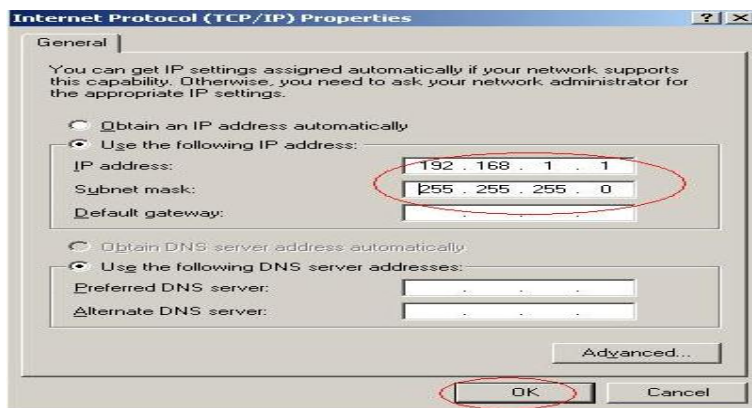 Internet Protocol (TCP/IP) Properties
General
You can get IP settings assigned automatically if your network supports
this capability. Otherwise, you need to ask your network administrator for
the appropriate IP settings.
Obtain an IP address automatically
Use the following IP address:
IP address: 192 . 168 . 1 . 1
Subnet mask: 255 . 255 . 255 . 0
Default gateway: . . .
Obtain DNS server address automatically
Use the following DNS server addresses:
Preferred DNS server: . . .
Alternate DNS server: . . .
Advanced...
OK Cancel